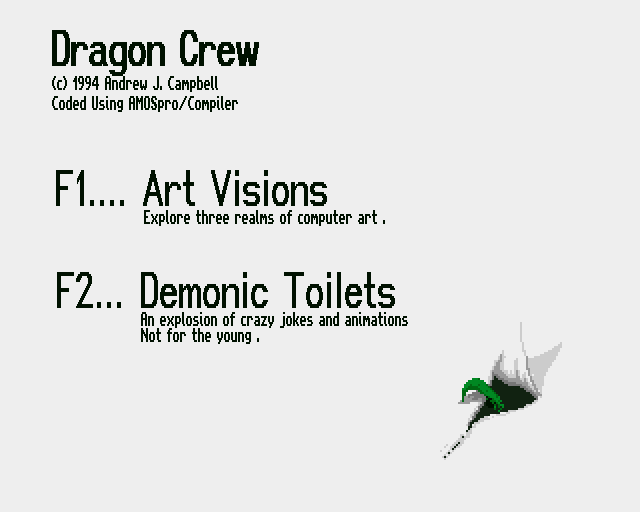 Dragon Crew
(c) 1994 Andrew J. Campbell
Coded Using AMOSpro/Compiler
F1.... Art Visions
Explore three realms of computer art .
F2... Demonic Toilets
An explosion of crazy jokes and animations
Not for the young .